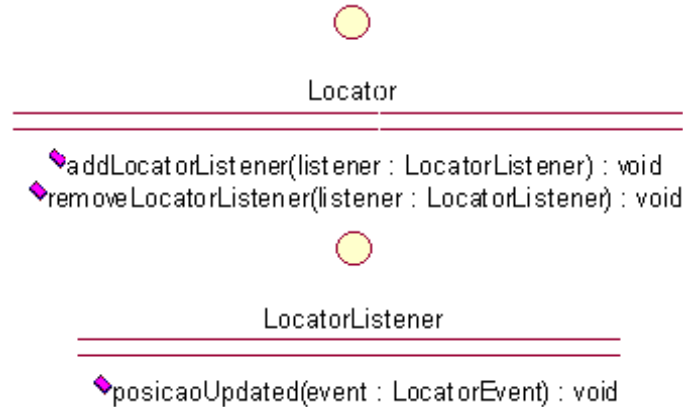 Locator
addLocatorListener(listener : LocatorListener) : void
removeLocatorListener(listener : LocatorListener) : void
LocatorListener
posicaoUpdated(event : LocatorEvent) : void